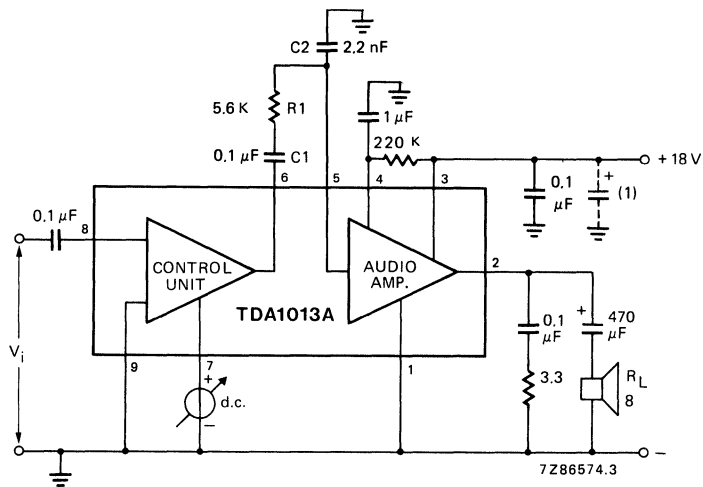 C2 2,2 nF
5.6 K R1
1 µF
220 K
0,1 µF C1
6 5 4 3
+ 18 V
0,1 µF
+ (1)
0,1 µF
8
CONTROL UNIT
AUDIO AMP.
2
TDA1013A
0,1 µF
+ 470 µF
9 7 1
Vi
+
d.c.
–
3.3
RL
8
–
7Z86574.3